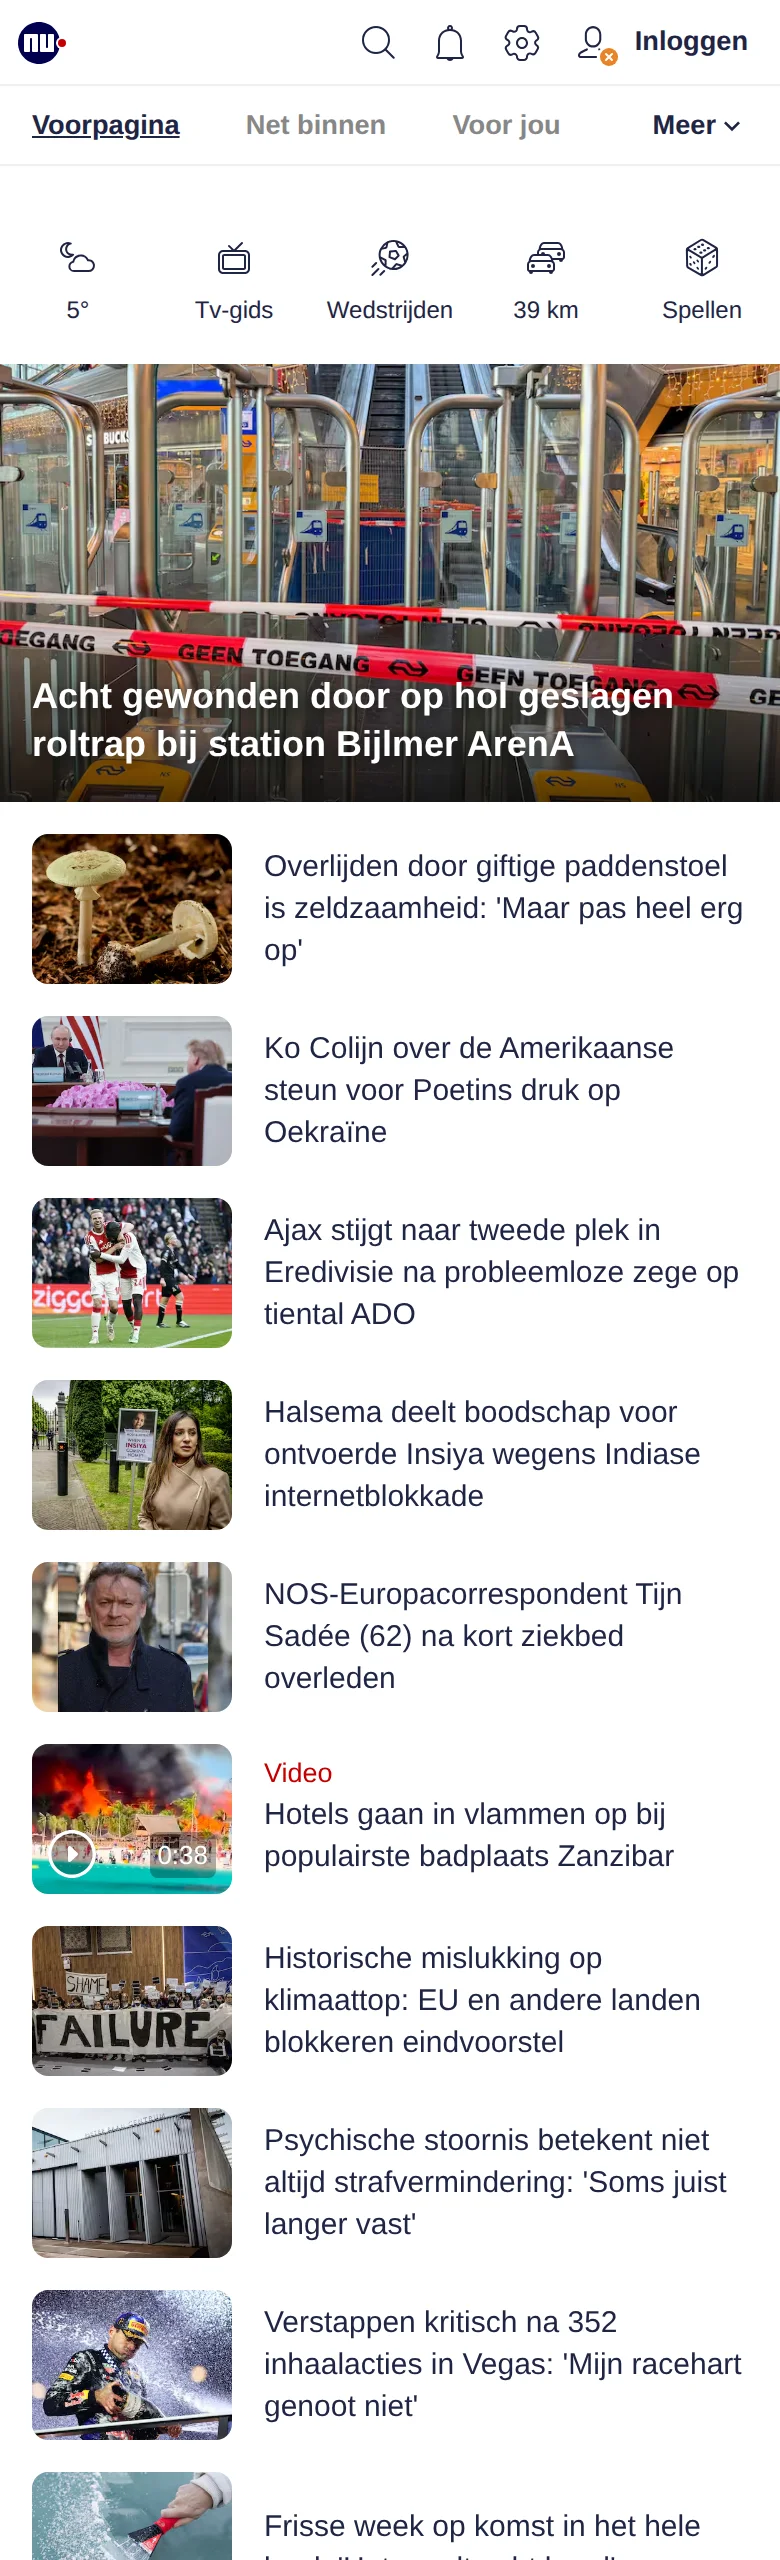 nu
Inloggen
Voorpagina
Net binnen
Voor jou
Meer
5°
Tv-gids
Wedstrijden
39 km
Spellen
GEEN TOEGANG
GEEN TOEGANG
Acht gewonden door op hol geslagen
roltrap bij station Bijlmer ArenA
Overlijden door giftige paddenstoel
is zeldzaamheid: 'Maar pas heel erg
op'
Ko Colijn over de Amerikaanse
steun voor Poetins druk op
Oekraïne
Ajax stijgt naar tweede plek in
Eredivisie na probleemloze zege op
tiental ADO
Halsema deelt boodschap voor
ontvoerde Insiya wegens Indiase
internetblokkade
INSIYA
NOS-Europacorrespondent Tijn
Sadée (62) na kort ziekbed
overleden
Video
Hotels gaan in vlammen op bij
populairste badplaats Zanzibar
0:38
Historische mislukking op
klimaattop: EU en andere landen
blokkeren eindvoorstel
SHAME
FAILURE
Psychische stoornis betekent niet
altijd strafvermindering: 'Soms juist
langer vast'
Verstappen kritisch na 352
inhaalacties in Vegas: 'Mijn racehart
genoot niet'
Frisse week op komst in het hele